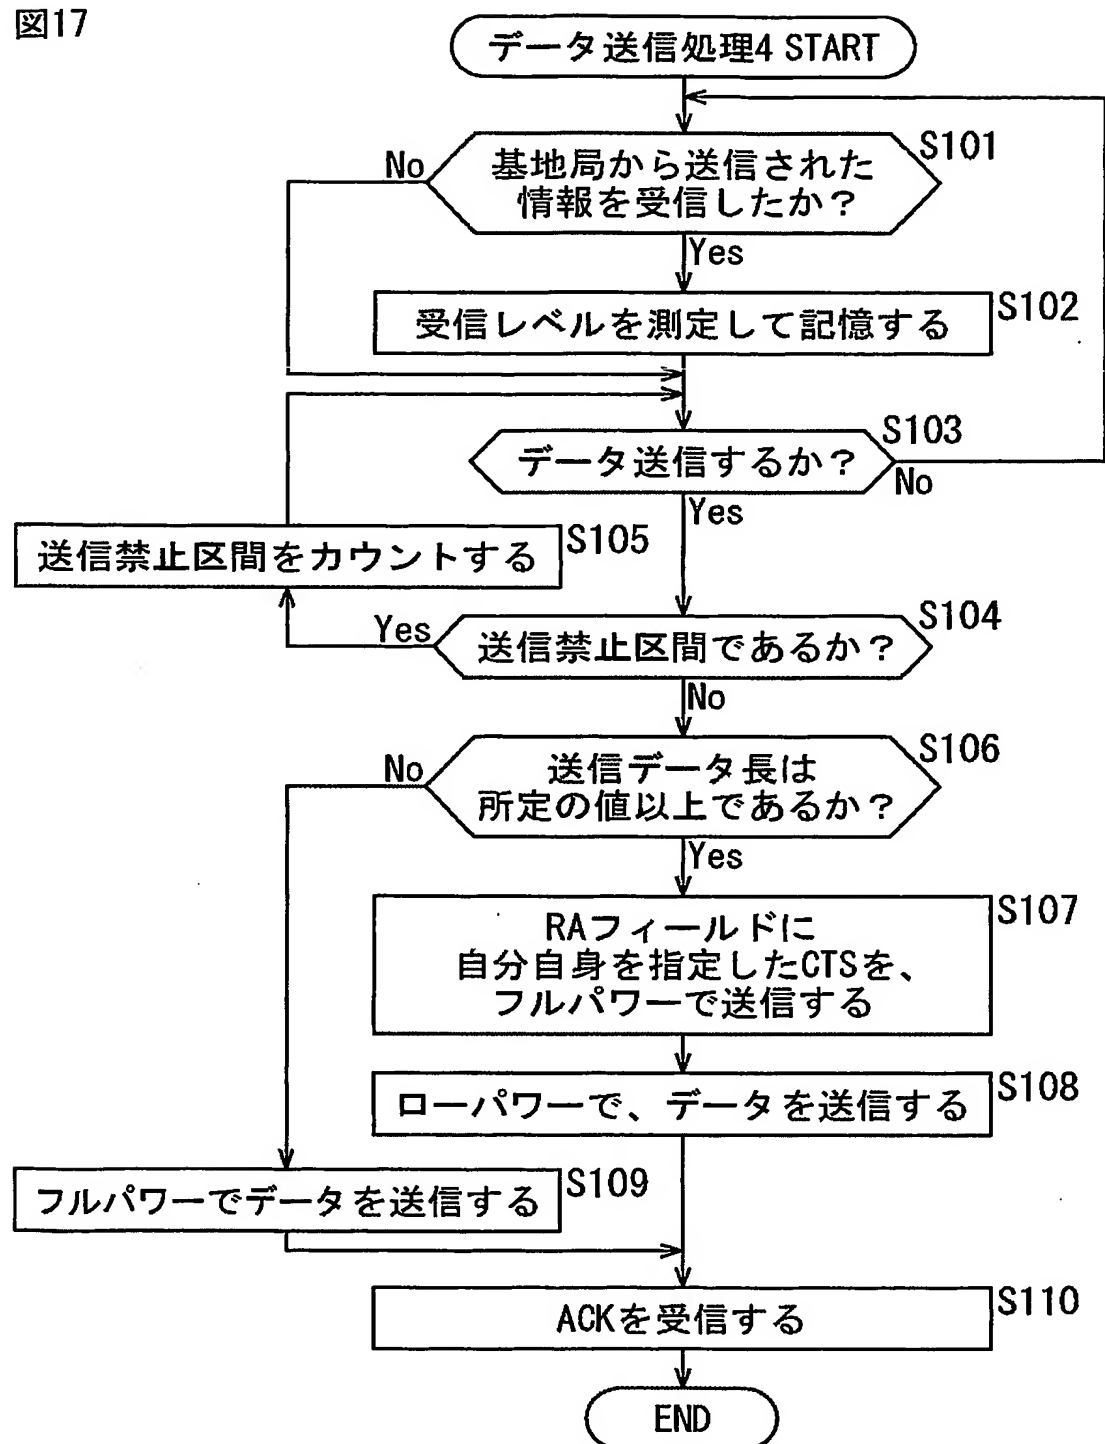 図17
データ送信処理4 START
No
基地局から送信された
情報を受信したか？
S101
Yes
受信レベルを測定して記憶する
S102
データ送信するか？
S103
No
Yes
送信禁止区間をカウントする
S105
Yes
送信禁止区間であるか？
S104
No
No
送信データ長は
所定の値以上であるか？
S106
Yes
RAフィールドに
自分自身を指定したCTSを、
フルパワーで送信する
S107
ローパワーで、データを送信する
S108
フルパワーでデータを送信する
S109
ACKを受信する
S110
END